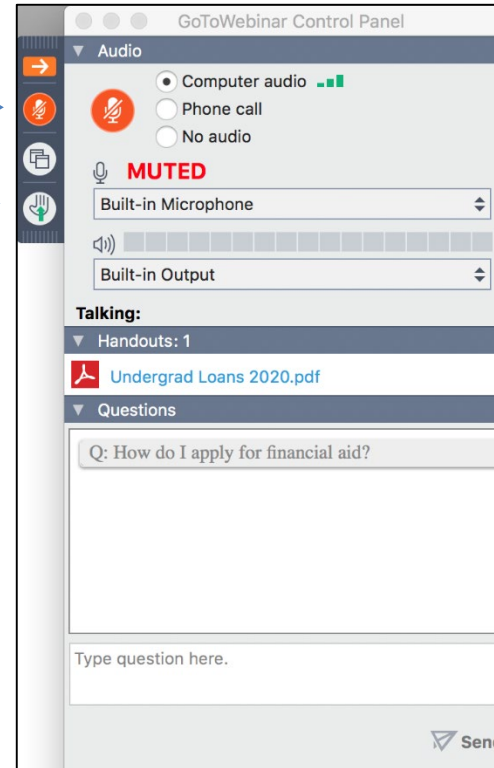 GoToWebinar Control Panel
Audio
Computer audio
Phone call
No audio
MUTED
Built-in Microphone
Built-in Output
Talking:
Handouts: 1
Undergrad Loans 2020.pdf
Questions
Q: How do I apply for financial aid?
Type question here.
Send